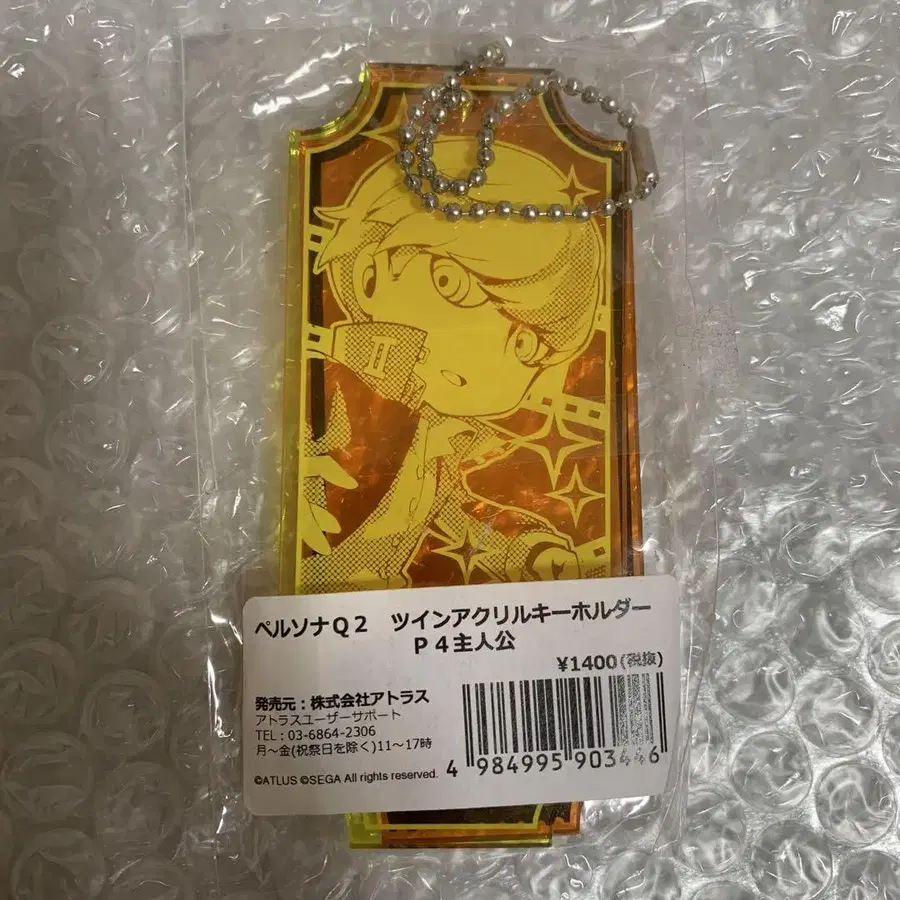 II
ペルソナQ2　ツインアクリルキーホルダー
P4主人公
¥1400(税抜)
発売元：株式会社アトラス
アトラスユーザーサポート
TEL：03-6864-2306
月～金(祝祭日を除く)11～17時
©ATLUS ©SEGA All rights reserved.
4 984995 903446